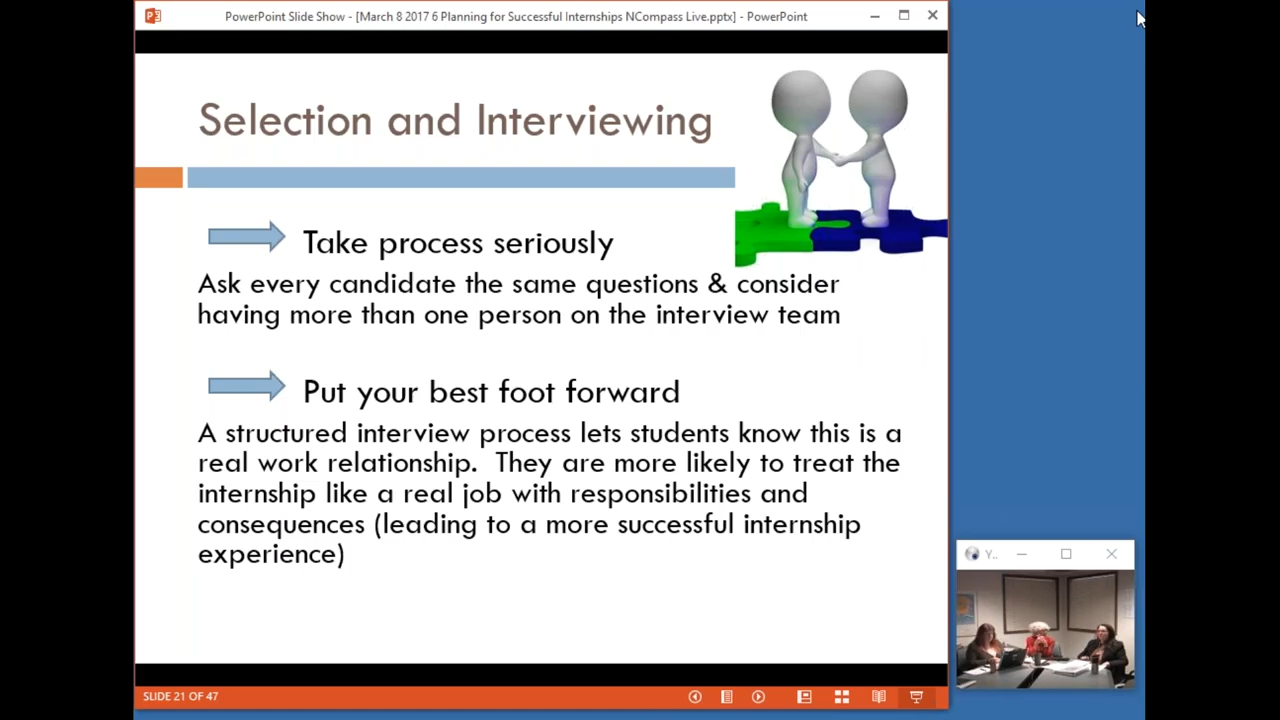 PowerPoint Slide Show - [March 8 2017 6 Planning for Successful Internships NCompass Live.pptx] - PowerPoint
Selection and Interviewing
Take process seriously
Ask every candidate the same questions & consider
having more than one person on the interview team
Put your best foot forward
A structured interview process lets students know this is a
real work relationship.  They are more likely to treat the
internship like a real job with responsibilities and
consequences (leading to a more successful internship
experience)
Y..
SLIDE 21 OF 47